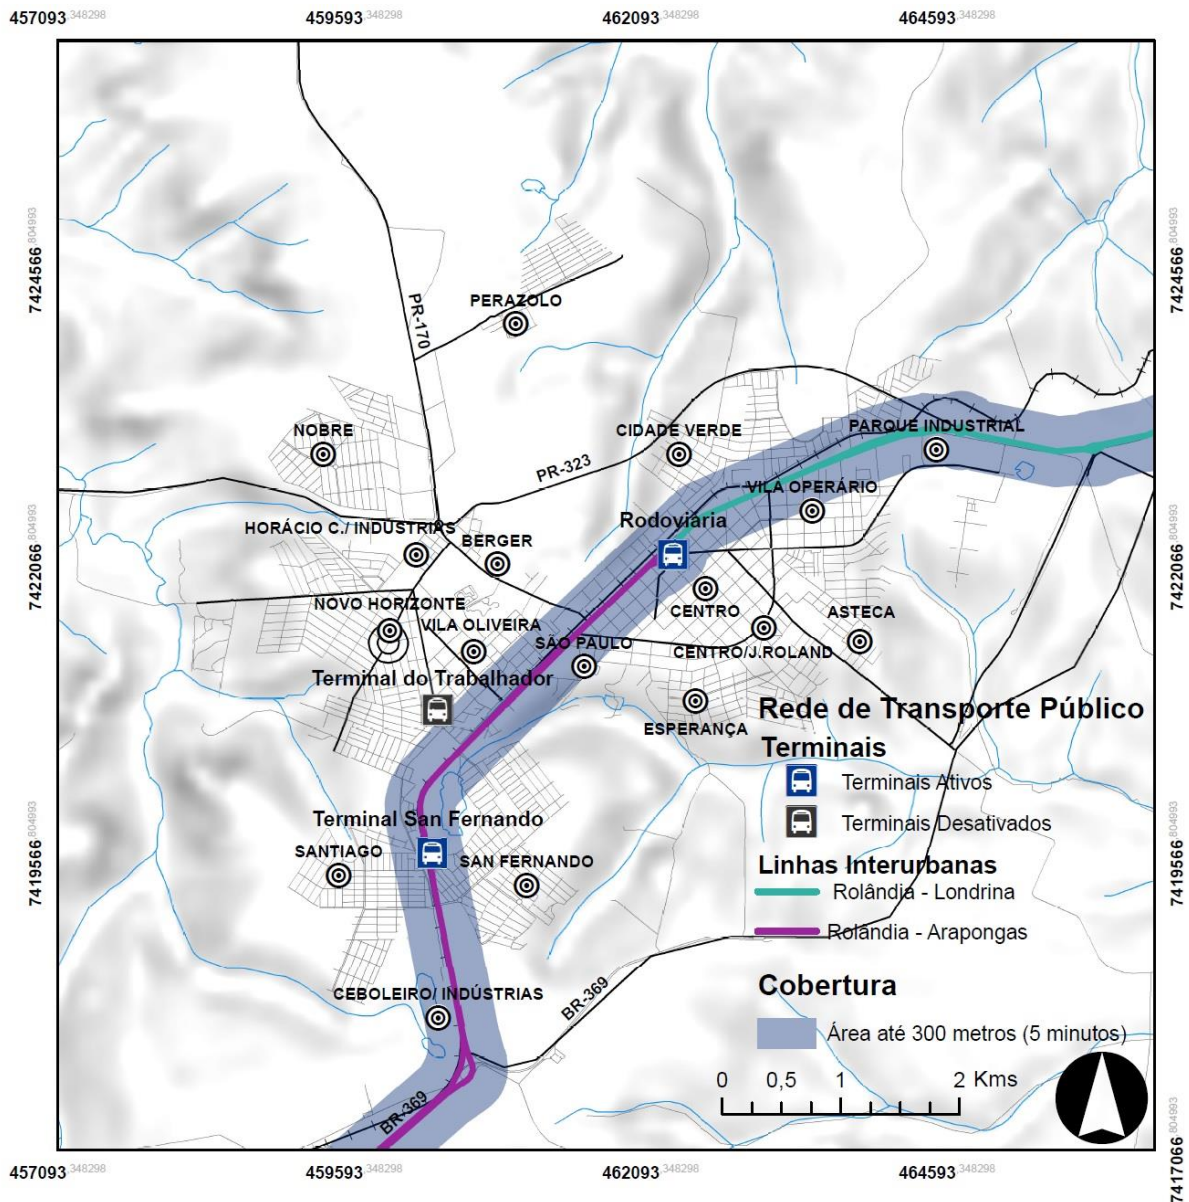 457093,348298 459593,348298 462093,348298 464593,348298
7424566,804993
7424566,804993
PERAZOLO
PR-170
NOBRE
CIDADE VERDE
PARQUE INDUSTRIAL
PR-323
VILA OPERÁRIO
Rodoviária
HORÁCIO C./ INDÚSTRIAS
BERGER
7422066,804993
7422066,804993
NOVO HORIZONTE
VILA OLIVEIRA
CENTRO
ASTECA
SÃO PAULO
CENTRO/J.ROLAND
Terminal do Trabalhador
ESPERANÇA
Rede de Transporte Público
Terminais
Terminais Ativos
Terminais Desativados
Terminal San Fernando
SANTIAGO
SAN FERNANDO
7419566,804993
7419566,804993
Linhas Interurbanas
Rolândia - Londrina
Rolândia - Arapongas
CEBOLEIRO/ INDÚSTRIAS
BR-369
Cobertura
Área até 300 metros (5 minutos)
0 0,5 1 2 Kms
BR-369
7417066,804993
457093,348298 459593,348298 462093,348298 464593,348298